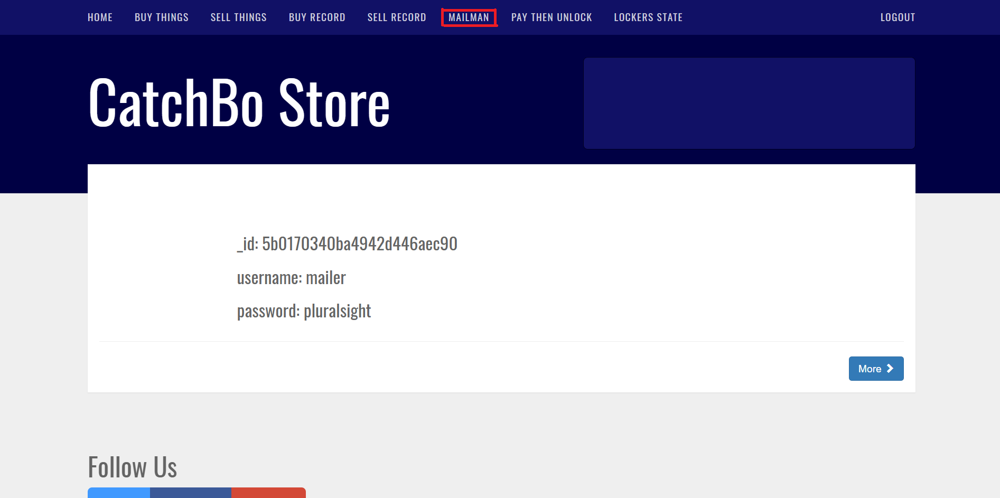 HOME BUY THINGS SELL THINGS BUY RECORD SELL RECORD MAILMAN PAY THEN UNLOCK LOCKERS STATE LOGOUT
CatchBo Store
_id: 5b0170340ba4942d446aec90
username: mailer
password: pluralsight
More
Follow Us